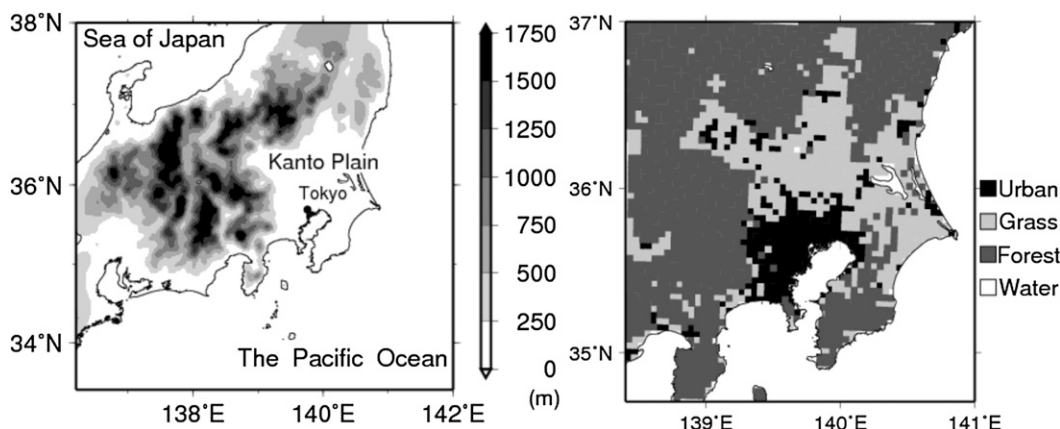 38˚N
36˚N
34˚N
138˚E
140˚E
142˚E
Sea of Japan
Kanto Plain
Tokyo
The Pacific Ocean
1750
1500
1250
1000
750
500
250
0
(m)
37˚N
36˚N
35˚N
139˚E
140˚E
141˚E
Urban
Grass
Forest
Water